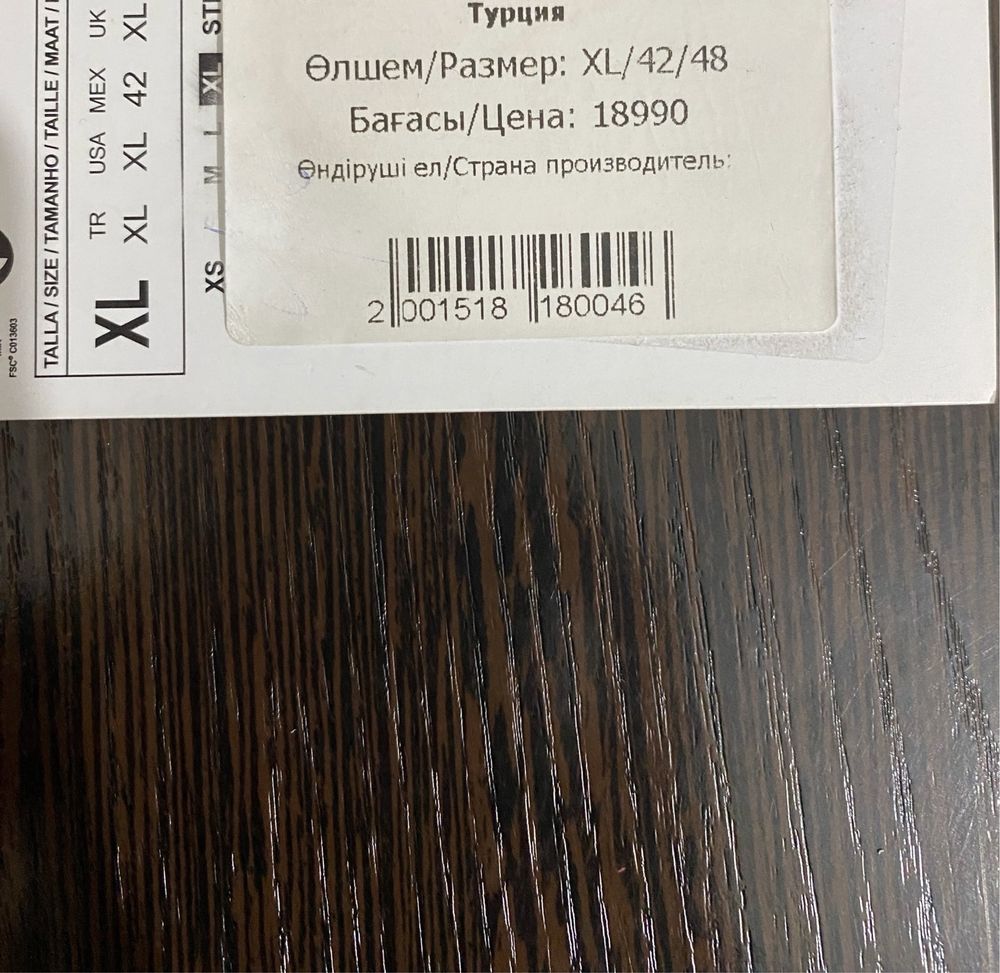 Турция
Өлшем/Размер: XL/42/48
Бағасы/Цена: 18990
Өндіруші ел/Страна производитель:
2 001518 180046
TALLA / SIZE / TAMANHO / TAILLE / MAAT /
XL
TR USA MEX UK
XL XL 42 XL
XS M L XL
FSC® C013603